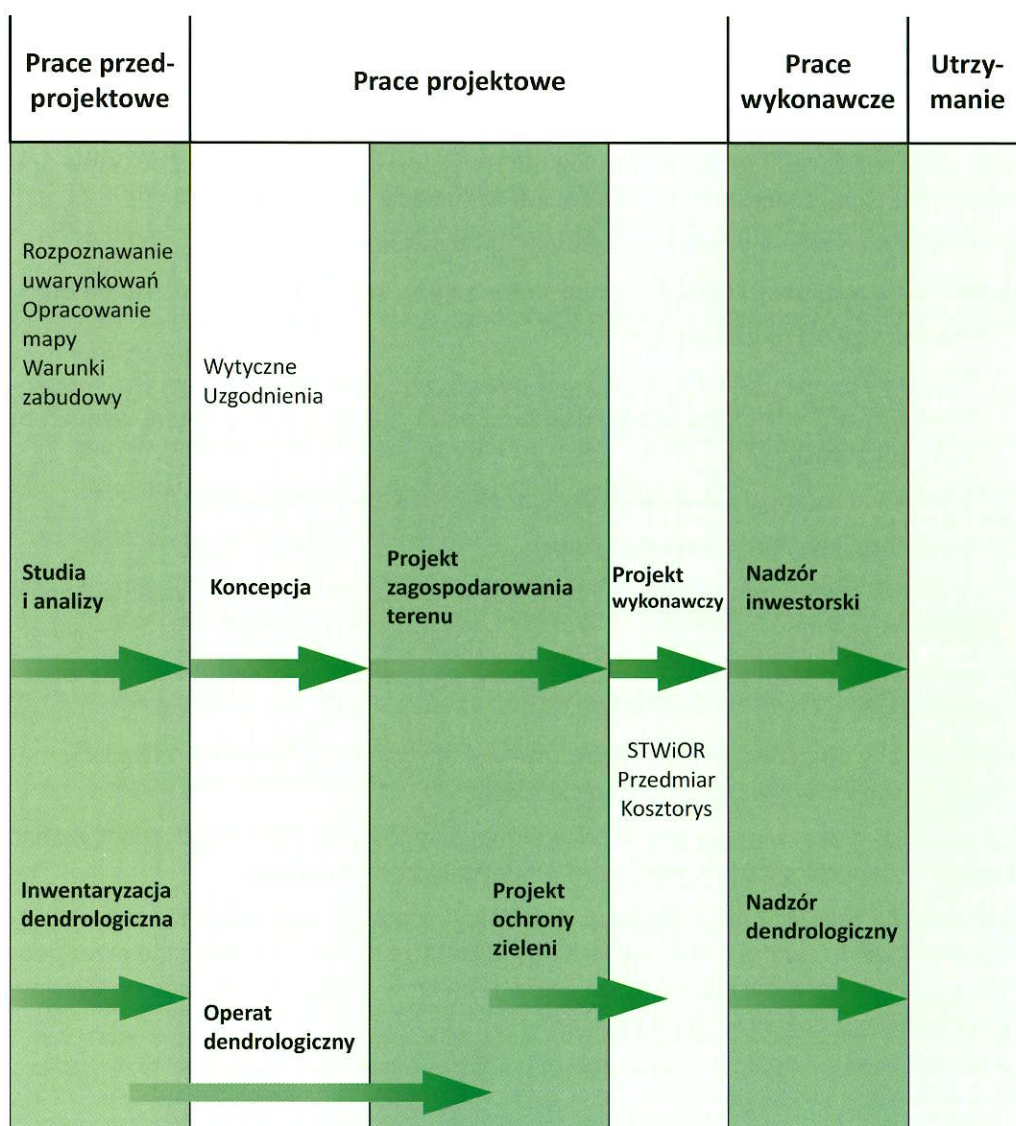 Prace przed-
projektowe
Prace projektowe
Prace
wykonawcze
Utrzy-
manie
Rozpoznawanie
uwarynkowań
Opracowanie
mapy
Warunki
zabudowy
Wytyczne
Uzgodnienia
Studia
i analizy
Koncepcja
Projekt
zagospodarowania
terenu
Projekt
wykonawczy
Nadzór
inwestorski
STWiOR
Przedmiar
Kosztorys
Inwentaryzacja
dendrologiczna
Operat
dendrologiczny
Projekt
ochrony
zieleni
Nadzór
dendrologiczny